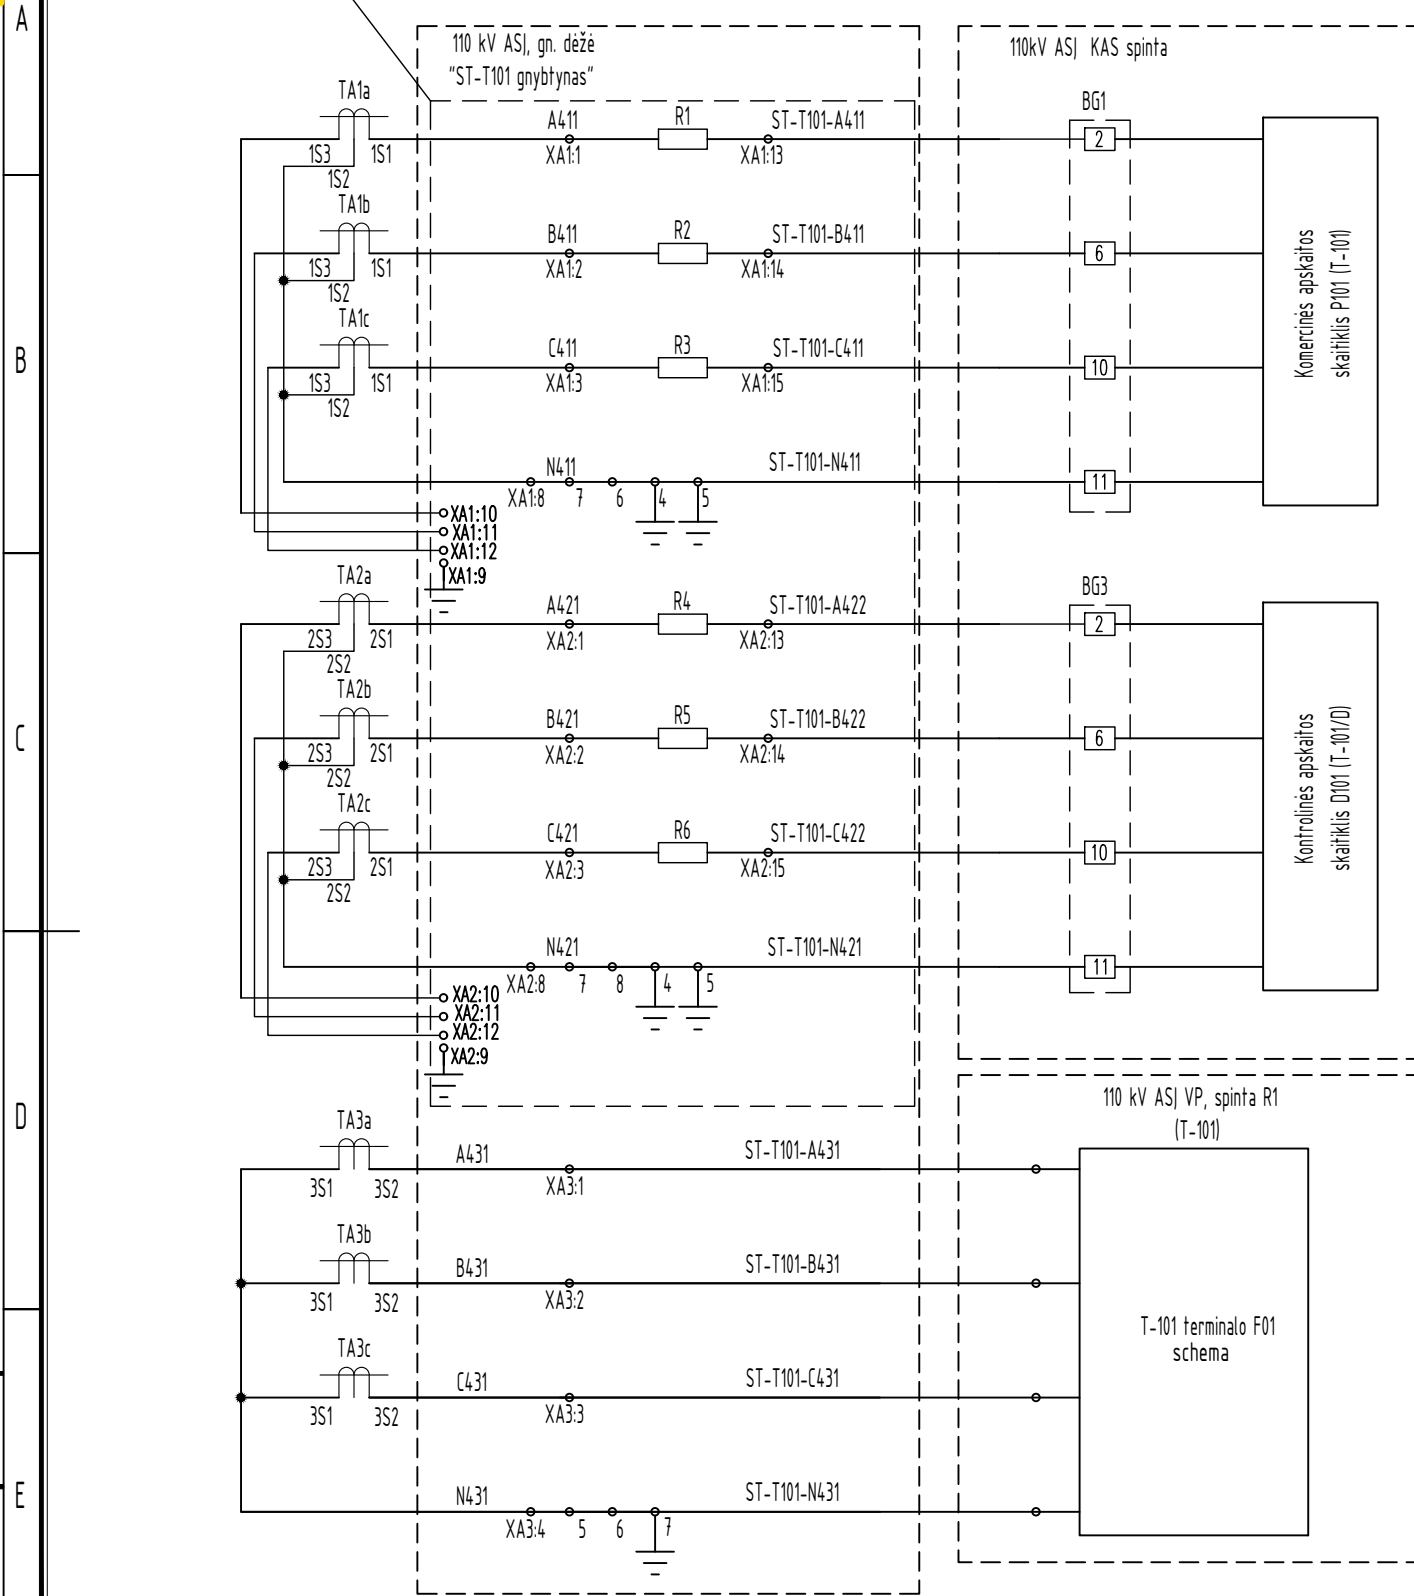 A
B
C
D
E
110 kV ASĮ, gn. dėžė
"ST-T101 gnybtynas"
110kV ASĮ KAS spinta
TA1a
1S3
1S1
1S2
A411
XA1:1
R1
ST-T101-A411
XA1:13
BG1
2
TA1b
1S3
1S1
1S2
B411
XA1:2
R2
ST-T101-B411
XA1:14
6
TA1c
1S3
1S1
1S2
C411
XA1:3
R3
ST-T101-C411
XA1:15
10
N411
XA1:8
7
6
4
5
ST-T101-N411
11
Komercinės apskaitos
skaitiklis P101 (T-101)
XA1:10
XA1:11
XA1:12
XA1:9
TA2a
2S3
2S1
2S2
A421
XA2:1
R4
ST-T101-A422
XA2:13
BG3
2
TA2b
2S3
2S1
2S2
B421
XA2:2
R5
ST-T101-B422
XA2:14
6
TA2c
2S3
2S1
2S2
C421
XA2:3
R6
ST-T101-C422
XA2:15
10
N421
XA2:8
7
8
4
5
ST-T101-N421
11
Kontrolinės apskaitos
skaitiklis D101 (T-101/D)
XA2:10
XA2:11
XA2:12
XA2:9
110 kV ASĮ VP, spinta R1
(T-101)
TA3a
3S1
3S2
A431
XA3:1
ST-T101-A431
TA3b
3S1
3S2
B431
XA3:2
ST-T101-B431
TA3c
3S1
3S2
C431
XA3:3
ST-T101-C431
N431
XA3:4
5
6
7
ST-T101-N431
T-101 terminalo F01
schema